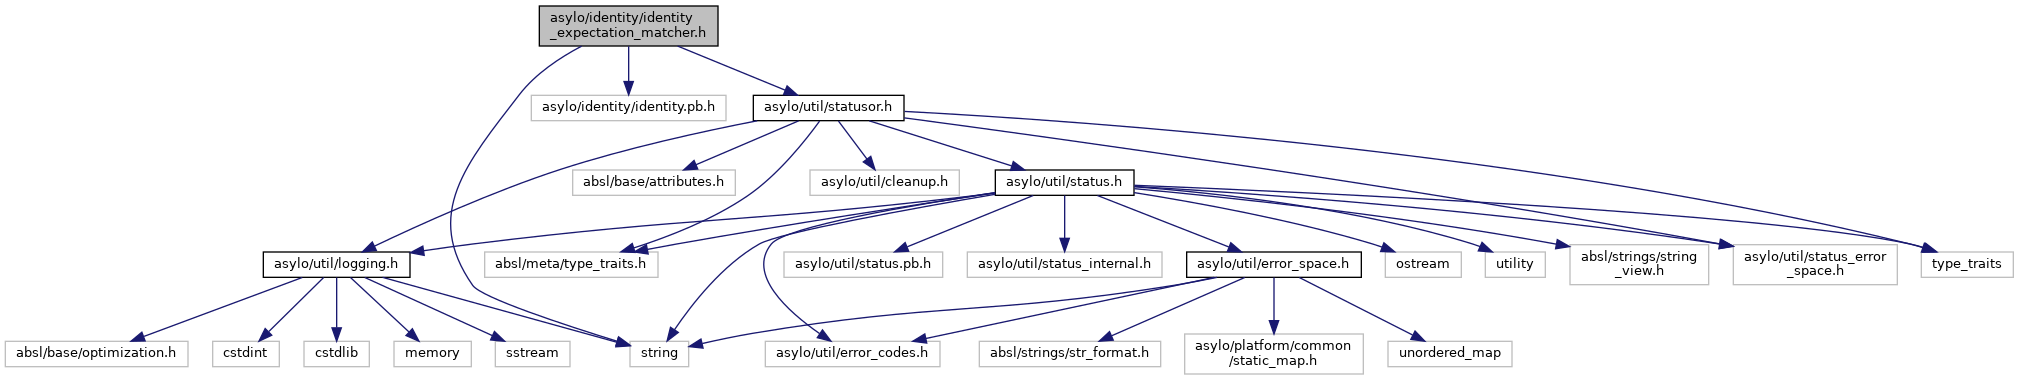 asylo/identity/identity
_expectation_matcher.h
asylo/identity/identity.pb.h
asylo/util/statusor.h
absl/base/attributes.h
asylo/util/cleanup.h
asylo/util/status.h
asylo/util/logging.h
absl/meta/type_traits.h
asylo/util/status.pb.h
asylo/util/status_internal.h
asylo/util/error_space.h
ostream
utility
absl/strings/string
_view.h
asylo/util/status_error
_space.h
type_traits
absl/base/optimization.h
cstdint
cstdlib
memory
sstream
string
asylo/util/error_codes.h
absl/strings/str_format.h
asylo/platform/common
/static_map.h
unordered_map